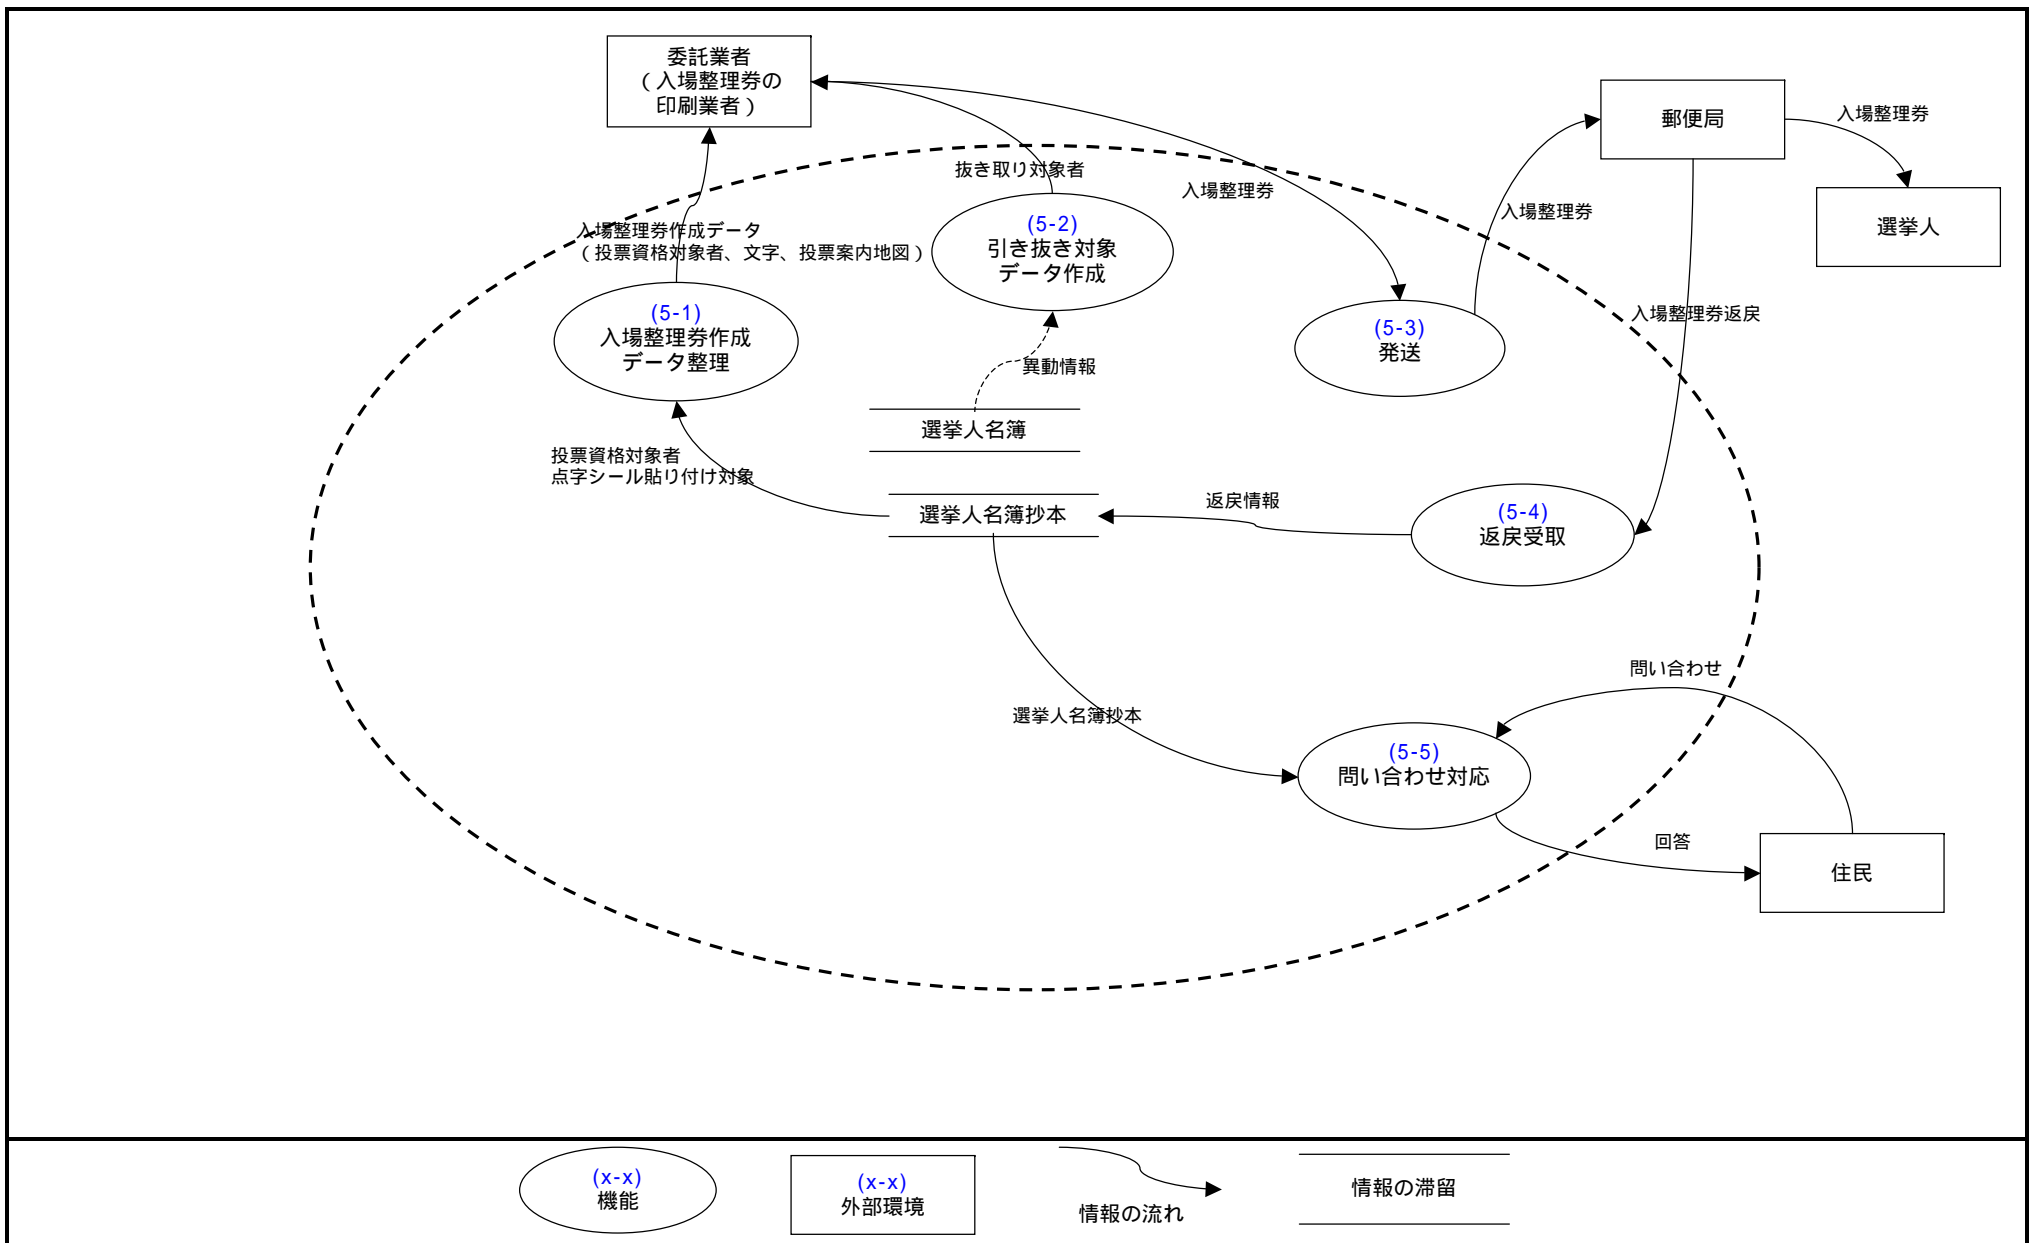 委託業者
（入場整理券の
印刷業者）
郵便局
入場整理券
選挙人
抜き取り対象者
入場整理券
入場整理券
入場整理券作成データ
（投票資格対象者、文字、投票案内地図）
(5-2)
引き抜き対象
データ作成
(5-1)
入場整理券作成
データ整理
(5-3)
発送
入場整理券返戻
異動情報
選挙人名簿
投票資格対象者
点字シール貼り付け対象
選挙人名簿抄本
返戻情報
(5-4)
返戻受取
問い合わせ
選挙人名簿抄本
(5-5)
問い合わせ対応
回答
住民
(x-x)
機能
(x-x)
外部環境
情報の流れ
情報の滞留